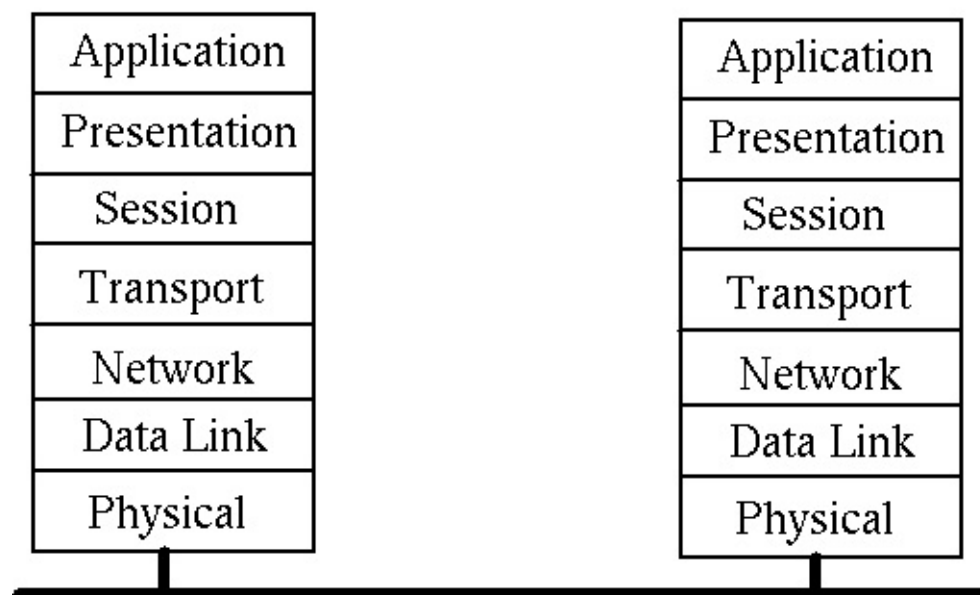 Application
Presentation
Session
Transport
Network
Data Link
Physical
Application
Presentation
Session
Transport
Network
Data Link
Physical